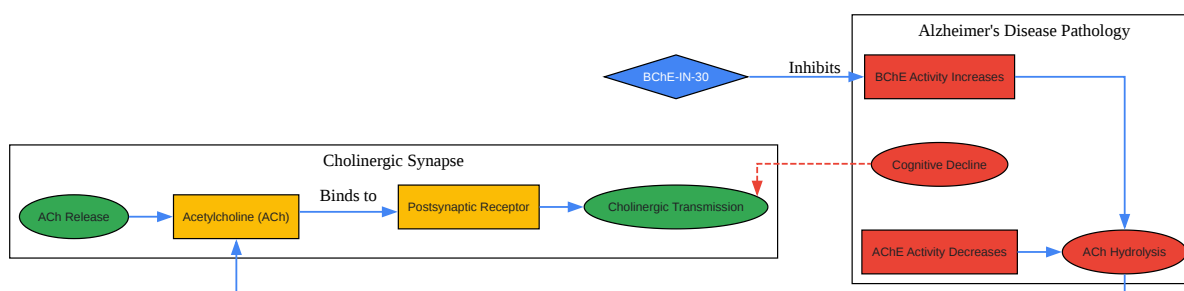 Alzheimer's Disease Pathology
BChE-IN-30
Inhibits
BChE Activity Increases
Cholinergic Synapse
Cognitive Decline
Binds to
ACh Release
Acetylcholine (ACh)
Postsynaptic Receptor
Cholinergic Transmission
AChE Activity Decreases
ACh Hydrolysis